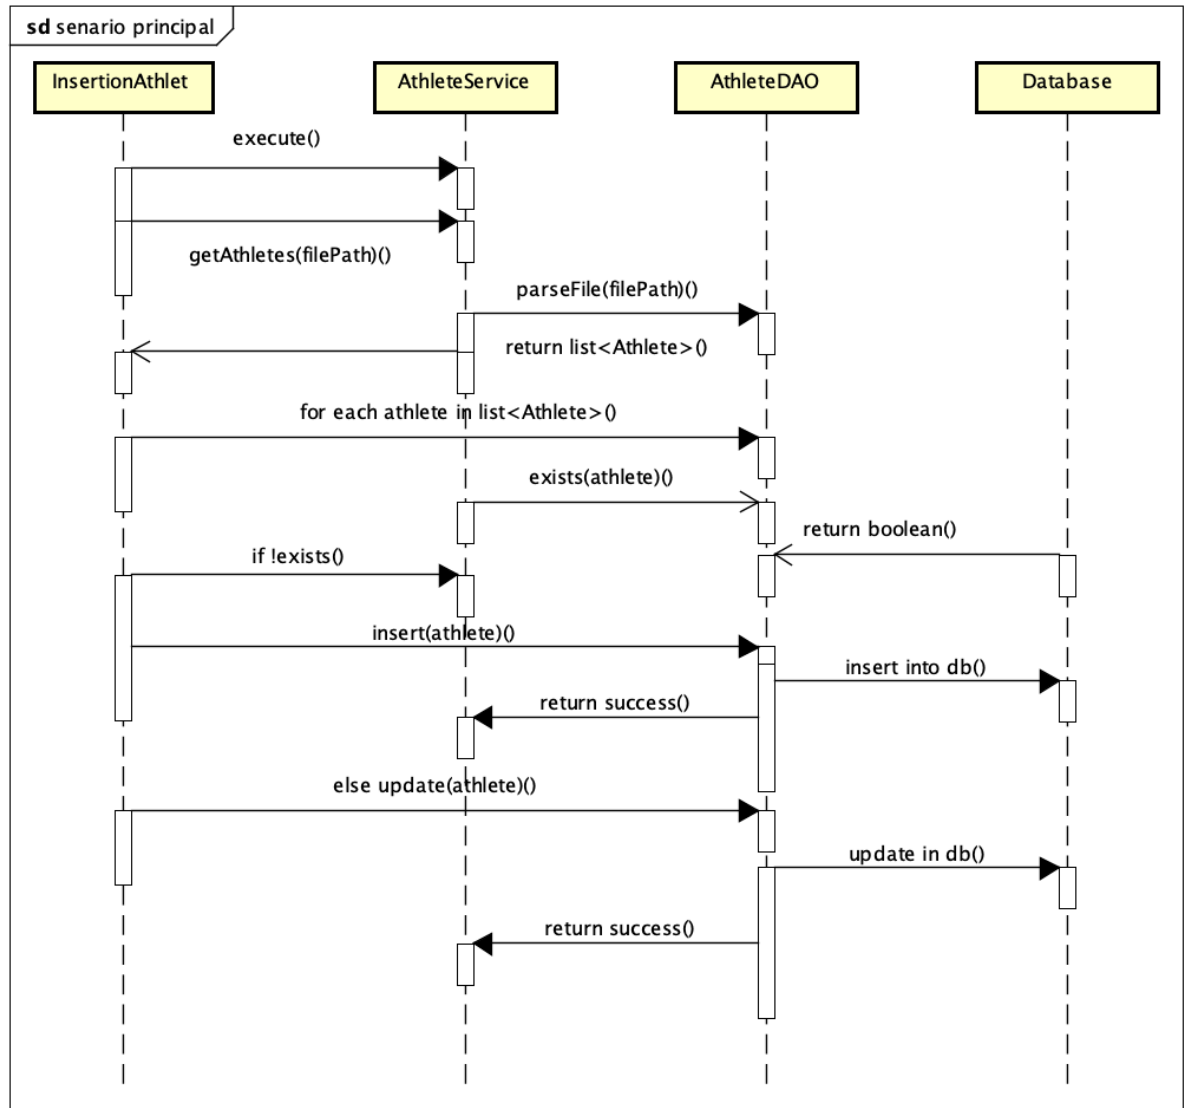 sd senario principal
InsertionAthlet
AthleteService
AthleteDAO
Database
execute()
getAthletes(filePath)()
parseFile(filePath)()
return list<Athlete>()
for each athlete in list<Athlete>()
exists(athlete)()
return boolean()
if !exists()
insert(athlete)()
insert into db()
return success()
else update(athlete)()
update in db()
return success()